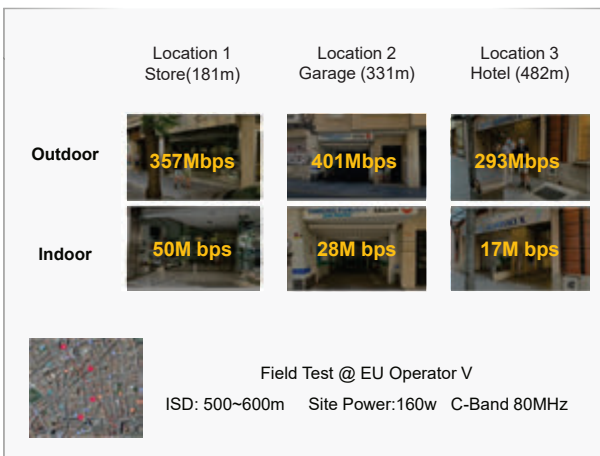 Location 1
Store(181m)
Location 2
Garage (331m)
Location 3
Hotel (482m)
Outdoor
357Mbps
401Mbps
293Mbps
Indoor
50M bps
28M bps
17M bps
Field Test @ EU Operator V
ISD: 500~600m Site Power:160w C-Band 80MHz